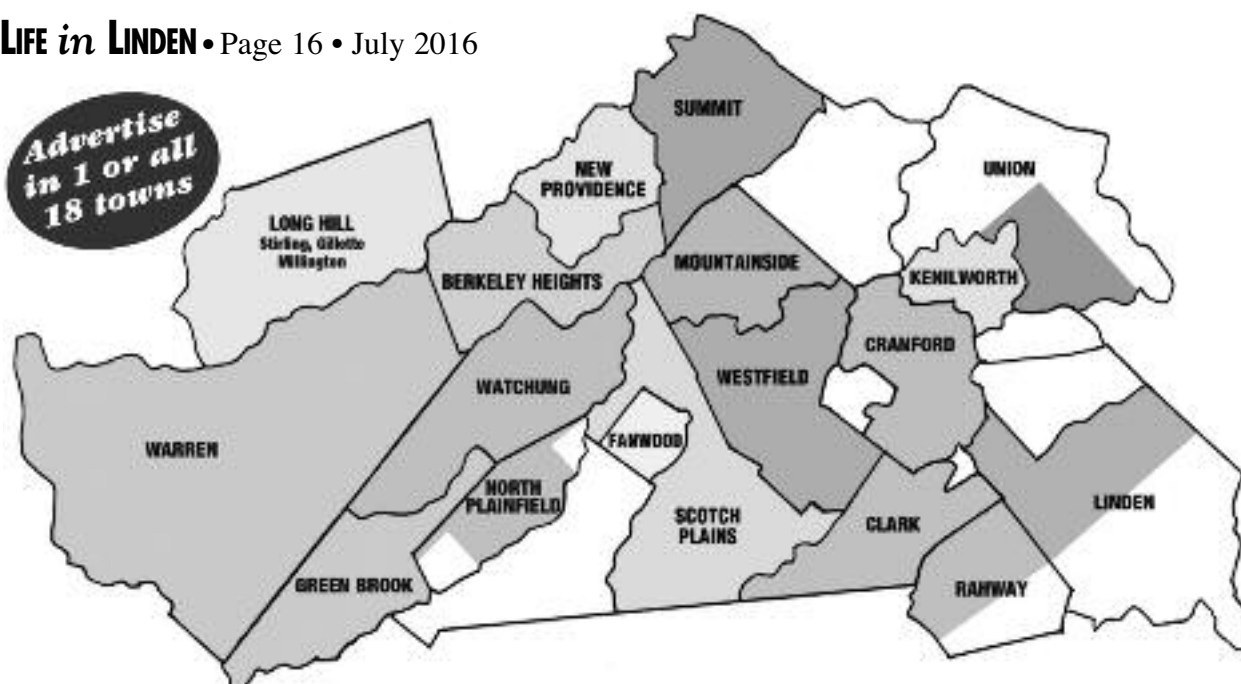 LIFE in LINDEN • Page 16 • July 2016
Advertise
in 1 or all
18 towns
SUMMIT
UNION
NEW
PROVIDENCE
LONG HILL
Stirling, Gillette
Millington
MOUNTAINSIDE
KENILWORTH
BERKELEY HEIGHTS
CRANFORD
WATCHUNG
WESTFIELD
WARREN
FANWOOD
NORTH
PLAINFIELD
LINDEN
SCOTCH
PLAINS
CLARK
GREEN BROOK
RAHWAY